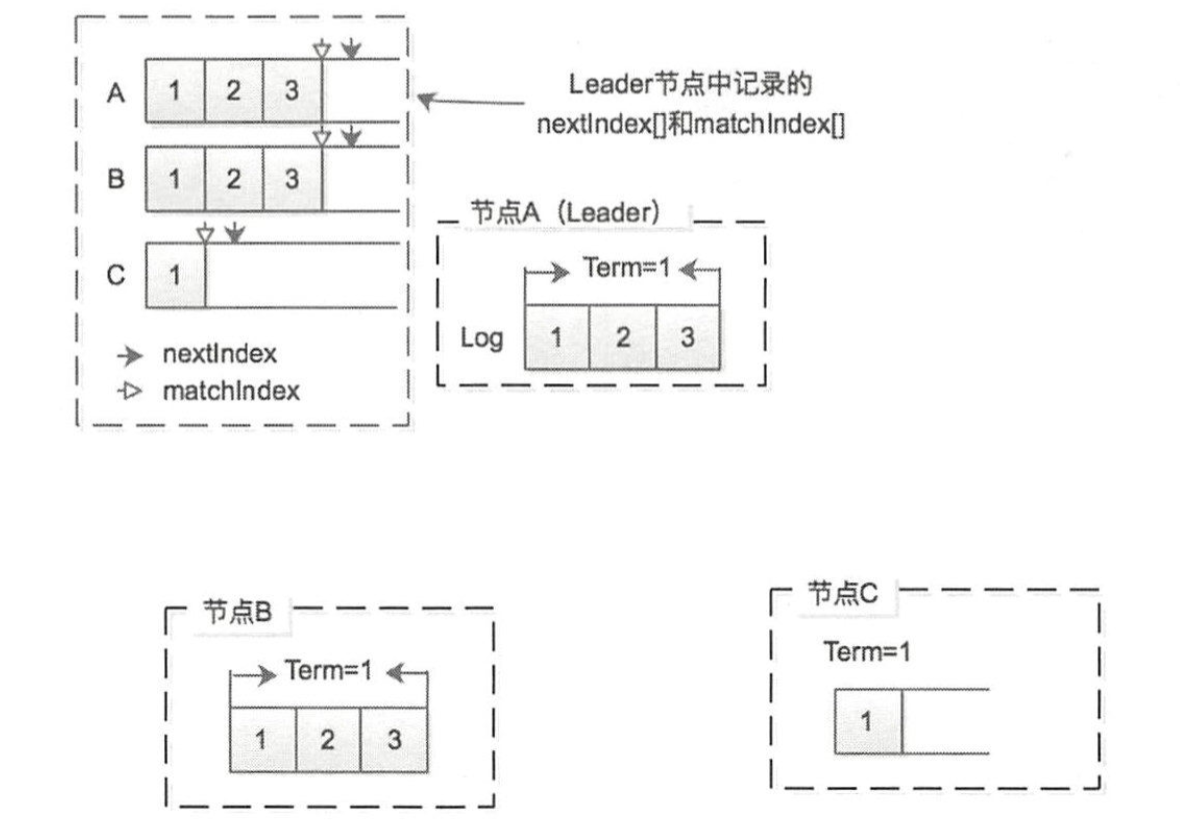 A 1 2 3
B 1 2 3
C 1
nextIndex
matchIndex
Leader节点中记录的
nextIndex[]和matchIndex[]
节点A（Leader）
Term=1
Log 1 2 3
节点B
Term=1
1 2 3
节点C
Term=1
1